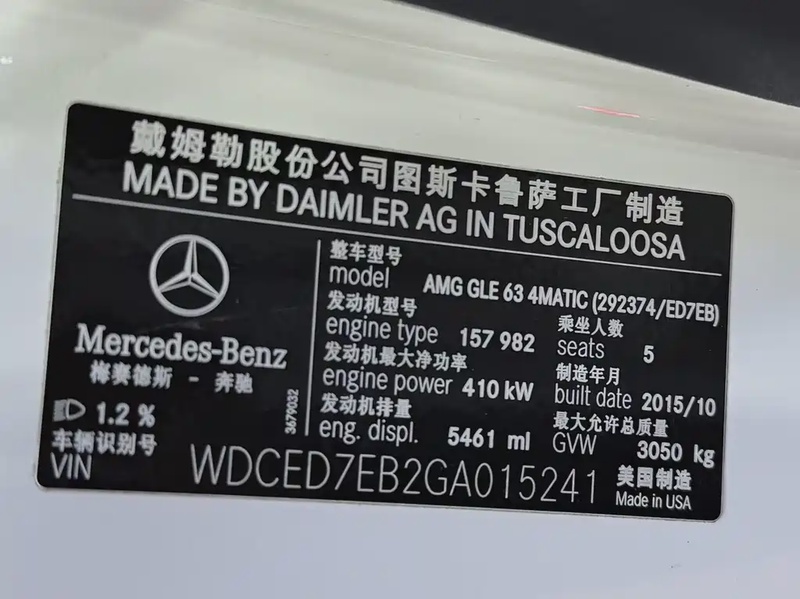 戴姆勒股份公司图斯卡鲁萨工厂制造
MADE BY DAIMLER AG IN TUSCALOOSA
Mercedes-Benz
梅赛德斯 - 奔驰
1.2 %
3679032
整车型号
model AMG GLE 63 4MATIC (292374/ED7EB)
发动机型号 乘坐人数
engine type 157 982 seats 5
发动机最大净功率 制造年月
engine power 410 kW built date 2015/10
发动机排量 最大允许总质量
eng. displ. 5461 ml GVW 3050 kg
车辆识别号
VIN WDCED7EB2GA015241
美国制造
Made in USA